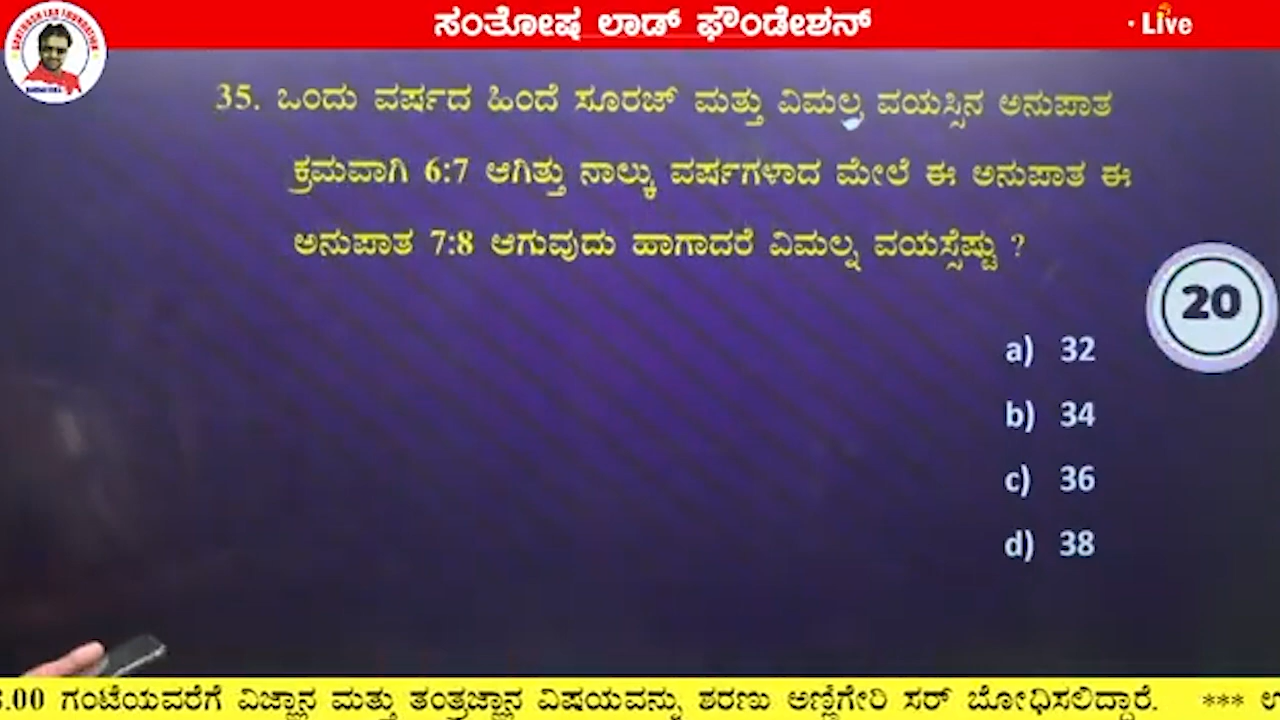 ಸಂತೋಷ ಲಾಡ್ ಫೌಂಡೇಶನ್
· Live
35. ಒಂದು ವರ್ಷದ ಹಿಂದೆ ಸೂರಜ್ ಮತ್ತು ವಿಮಲ್ನ ವಯಸ್ಸಿನ ಅನುಪಾತ
ಕ್ರಮವಾಗಿ 6:7 ಆಗಿತ್ತು ನಾಲ್ಕು ವರ್ಷಗಳಾದ ಮೇಲೆ ಈ ಅನುಪಾತ ಈ
ಅನುಪಾತ 7:8 ಆಗುವುದು ಹಾಗಾದರೆ ವಿಮಲ್ನ ವಯಸ್ಸೆಷ್ಟು ?
20
a) 32
b) 34
c) 36
d) 38
.00 ಗಂಟೆಯವರೆಗೆ ವಿಜ್ಞಾನ ಮತ್ತು ತಂತ್ರಜ್ಞಾನ ವಿಷಯವನ್ನು ಶರಣು ಅಣ್ಣಿಗೇರಿ ಸರ್ ಬೋಧಿಸಲಿದ್ದಾರೆ. ***